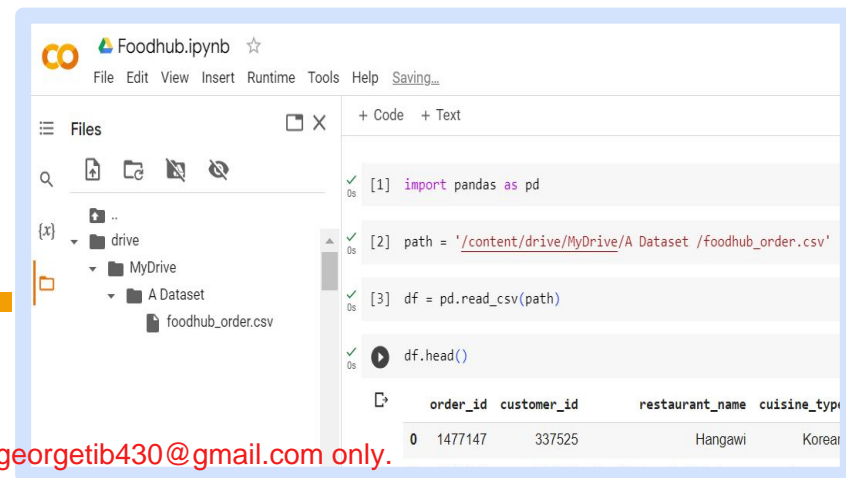 Foodhub.ipynb
File Edit View Insert Runtime Tools Help Saving...
Files
+ Code + Text
..
drive
MyDrive
A Dataset
foodhub_order.csv
{x}
0s [1] import pandas as pd
0s [2] path = '/content/drive/MyDrive/A Dataset /foodhub_order.csv'
0s [3] df = pd.read_csv(path)
0s df.head()
order_id customer_id restaurant_name cuisine_type
0 1477147 337525 Hangawi Korean
georgetib430@gmail.com only.